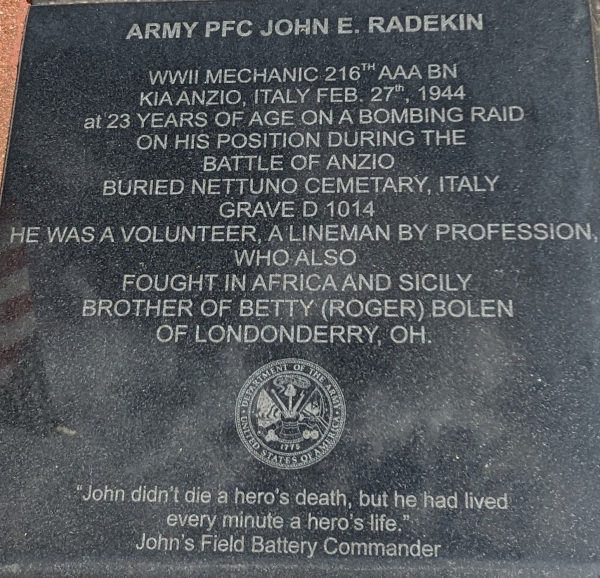 ARMY PFC JOHN E. RADEKIN
WWII MECHANIC 216TH AAA BN
KIA ANZIO, ITALY FEB. 27th, 1944
at 23 YEARS OF AGE ON A BOMBING RAID
ON HIS POSITION DURING THE
BATTLE OF ANZIO
BURIED NETTUNO CEMETARY, ITALY
GRAVE D 1014
HE WAS A VOLUNTEER, A LINEMAN BY PROFESSION,
WHO ALSO
FOUGHT IN AFRICA AND SICILY
BROTHER OF BETTY (ROGER) BOLEN
OF LONDONDERRY, OH.
DEPARTMENT OF THE ARMY
UNITED STATES OF AMERICA
1775
"John didn't die a hero's death, but he had lived
every minute a hero's life."
John's Field Battery Commander